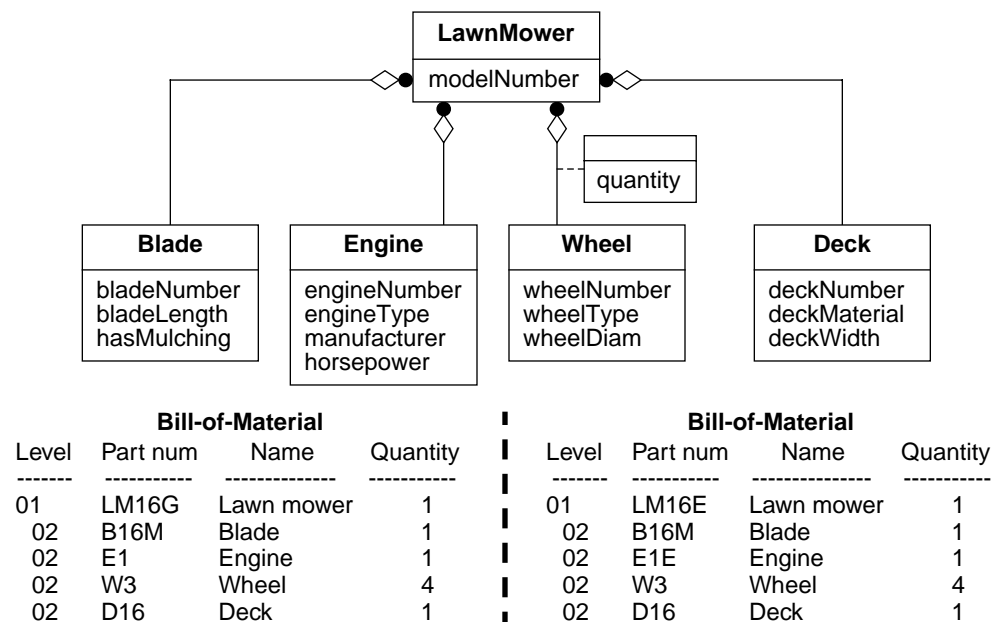 LawnMower
modelNumber
quantity
Blade
bladeNumber
bladeLength
hasMulching
Engine
engineNumber
engineType
manufacturer
horsepower
Wheel
wheelNumber
wheelType
wheelDiam
Deck
deckNumber
deckMaterial
deckWidth
Bill-of-Material
Level Part num Name Quantity
------- ----------- -------------- -----------
01 LM16G Lawn mower 1
02 B16M Blade 1
02 E1 Engine 1
02 W3 Wheel 4
02 D16 Deck 1
Bill-of-Material
Level Part num Name Quantity
------- ----------- --------------- -----------
01 LM16E Lawn mower 1
02 B16M Blade 1
02 E1E Engine 1
02 W3 Wheel 4
02 D16 Deck 1